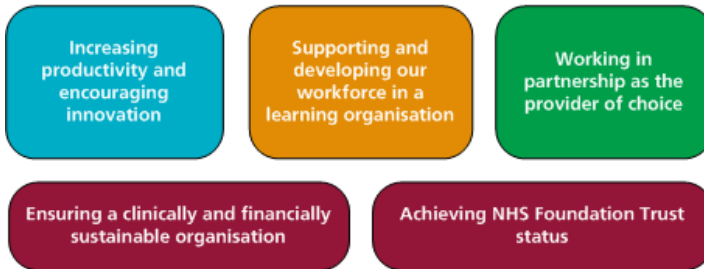 Increasing
productivity and
encouraging
innovation
Supporting and
developing our
workforce in a
learning organisation
Working in
partnership as the
provider of choice
Ensuring a clinically and financially
sustainable organisation
Achieving NHS Foundation Trust
status